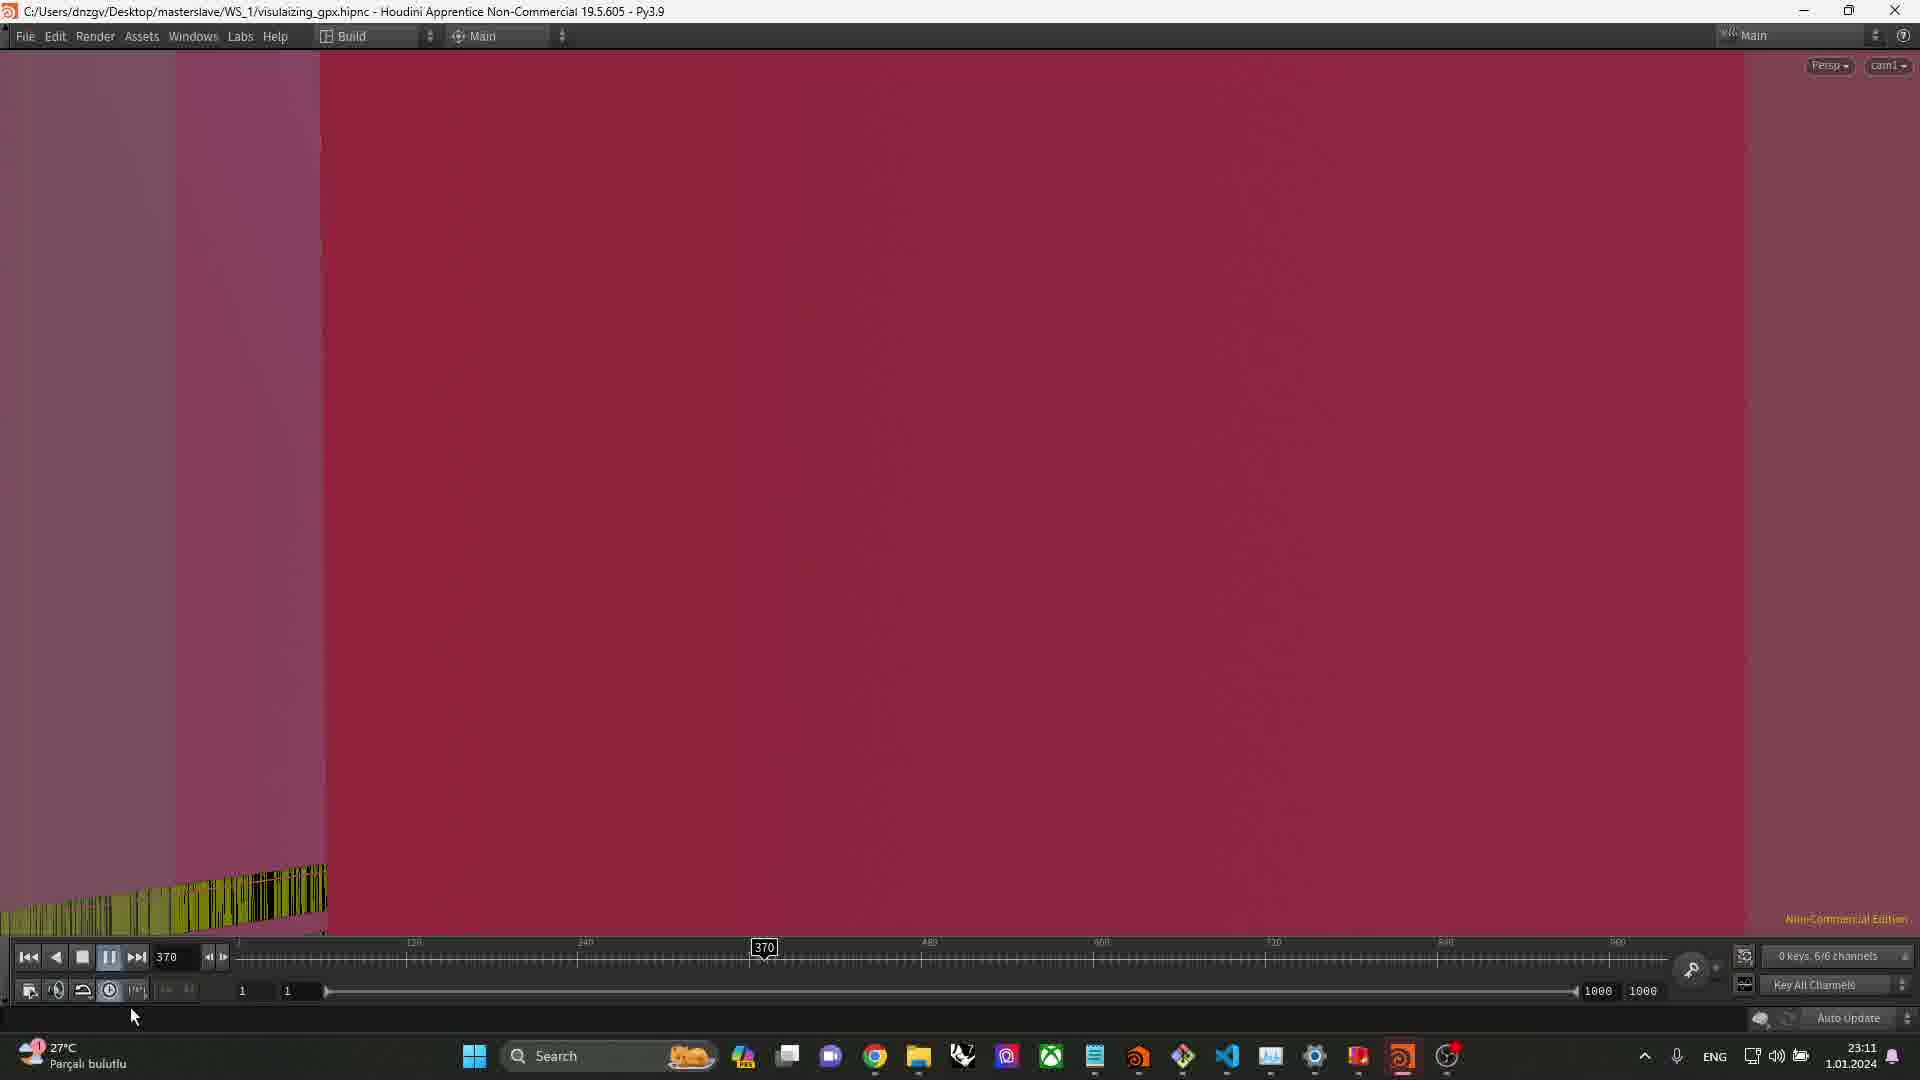 C:/Users/dnzgv/Desktop/masterslave/WS_1/visulaizing_gpx.hipnc - Houdini Apprentice Non-Commercial 19.5.605 - Py3.9
File Edit Render Assets Windows Labs Help Build Main Main
Persp cam1
Non-Commercial Edition
370 1 120 240 370 480 600 720 840 960 0 keys, 6/6 channels
1 1 1000 1000 Key All Channels
Auto Update
27°C
Parçalı bulutlu
Search
PRE
ENG
23:11
1.01.2024